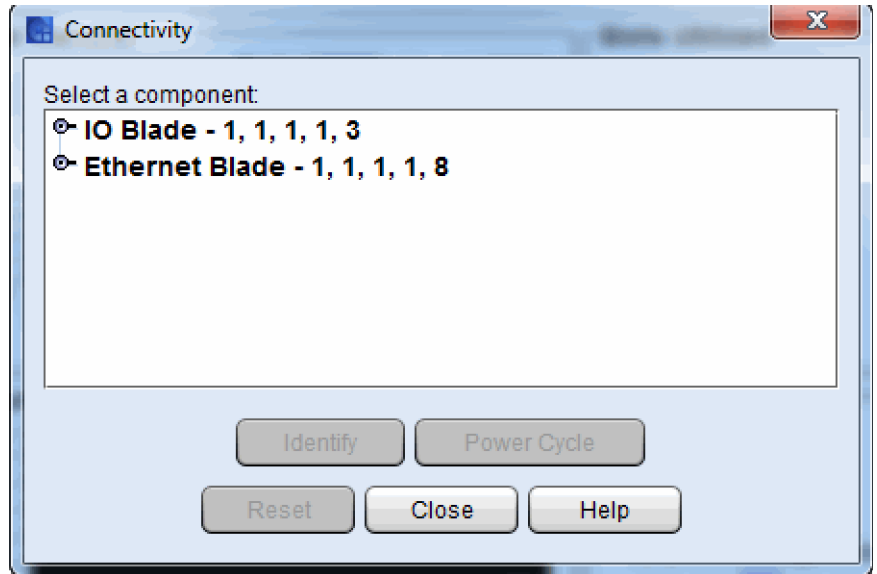 Connectivity
Select a component:
IO Blade - 1, 1, 1, 1, 3
Ethernet Blade - 1, 1, 1, 1, 8
Identify Power Cycle
Reset Close Help